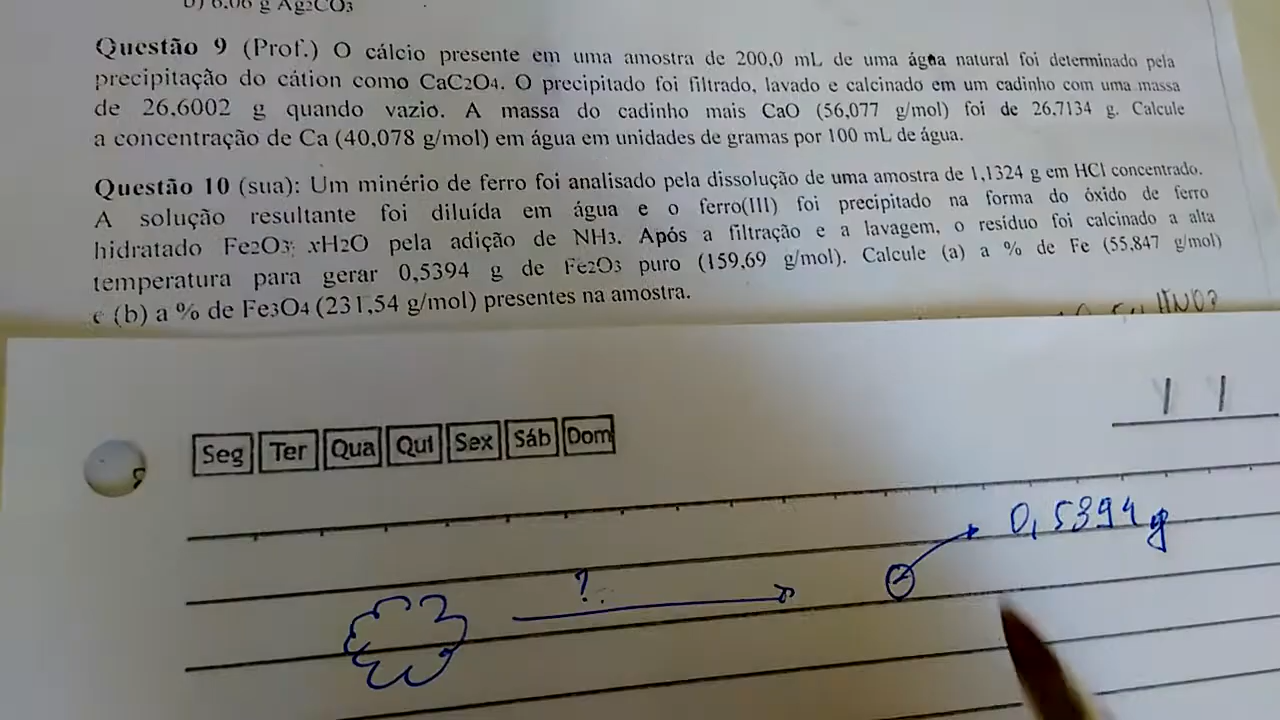 b) 6,06 g Ag2CO3
Questão 9 (Prof.) O cálcio presente em uma amostra de 200,0 mL de uma água natural foi determinado pela
precipitação do cátion como CaC2O4. O precipitado foi filtrado, lavado e calcinado em um cadinho com uma massa
de 26,6002 g quando vazio. A massa do cadinho mais CaO (56,077 g/mol) foi de 26,7134 g. Calcule
a concentração de Ca (40,078 g/mol) em água em unidades de gramas por 100 mL de água.
Questão 10 (sua): Um minério de ferro foi analisado pela dissolução de uma amostra de 1,1324 g em HCl concentrado.
A solução resultante foi diluída em água e o ferro(III) foi precipitado na forma do óxido de ferro
hidratado Fe2O3; xH2O pela adição de NH3. Após a filtração e a lavagem, o resíduo foi calcinado a alta
temperatura para gerar 0,5394 g de Fe2O3 puro (159,69 g/mol). Calcule (a) a % de Fe (55,847 g/mol)
e (b) a % de Fe3O4 (231,54 g/mol) presentes na amostra.
HNO3
Seg Ter Qua Qui Sex Sáb Dom
0,5394 g
?